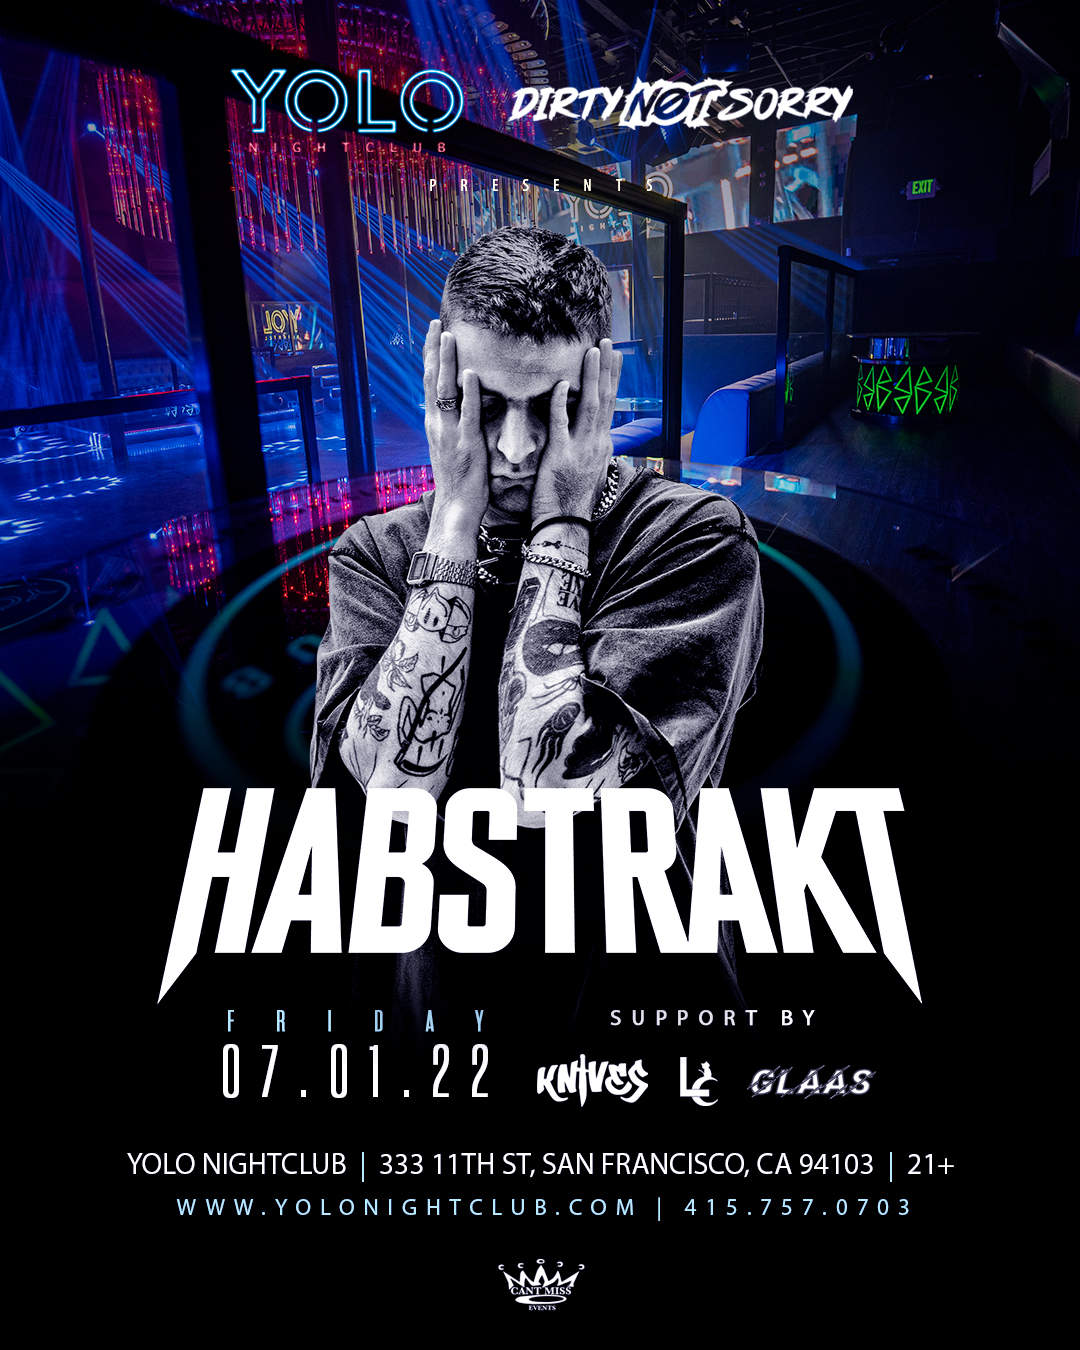 YOLO
NIGHTCLUB
DIRTY NOT SORRY
PRESENTS
EXIT
HABSTRAKT
FRIDAY
07.01.22
SUPPORT BY
KNIVES LC GLAAS
YOLO NIGHTCLUB | 333 11TH ST, SAN FRANCISCO, CA 94103 | 21+
WWW.YOLONIGHTCLUB.COM | 415.757.0703
CANT MISS
EVENTS